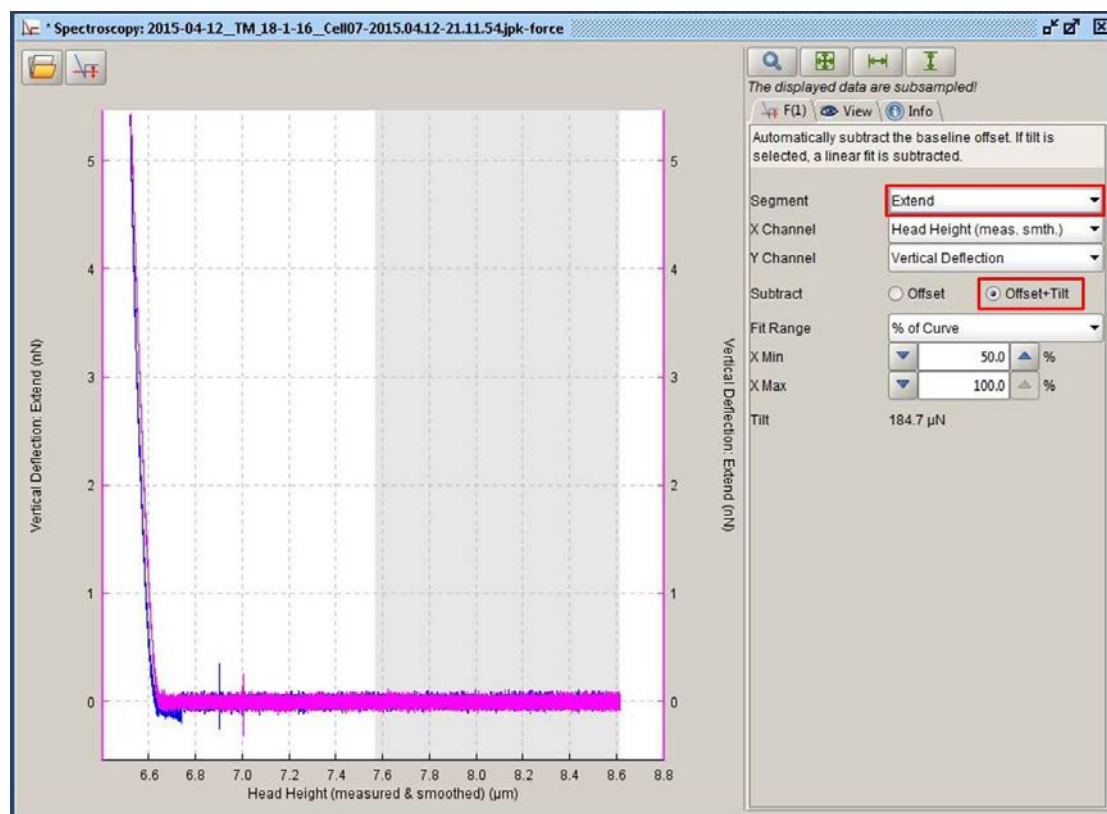 * Spectroscopy: 2015-04-12__TM_18-1-16__Cell07-2015.04.12-21.11.54.jpk-force
The displayed data are subsampled!
F(1) View Info
Automatically subtract the baseline offset. If tilt is
selected, a linear fit is subtracted.
Segment Extend
X Channel Head Height (meas. smth.)
Y Channel Vertical Deflection
Subtract Offset Offset+Tilt
Fit Range % of Curve
X Min 50.0 %
X Max 100.0 %
Tilt 184.7 µN
Vertical Deflection: Extend (nN)
5
4
3
2
1
0
5
4
3
2
1
0
Vertical Deflection: Extend (nN)
6.6 6.8 7.0 7.2 7.4 7.6 7.8 8.0 8.2 8.4 8.6 8.8
Head Height (measured & smoothed) (µm)